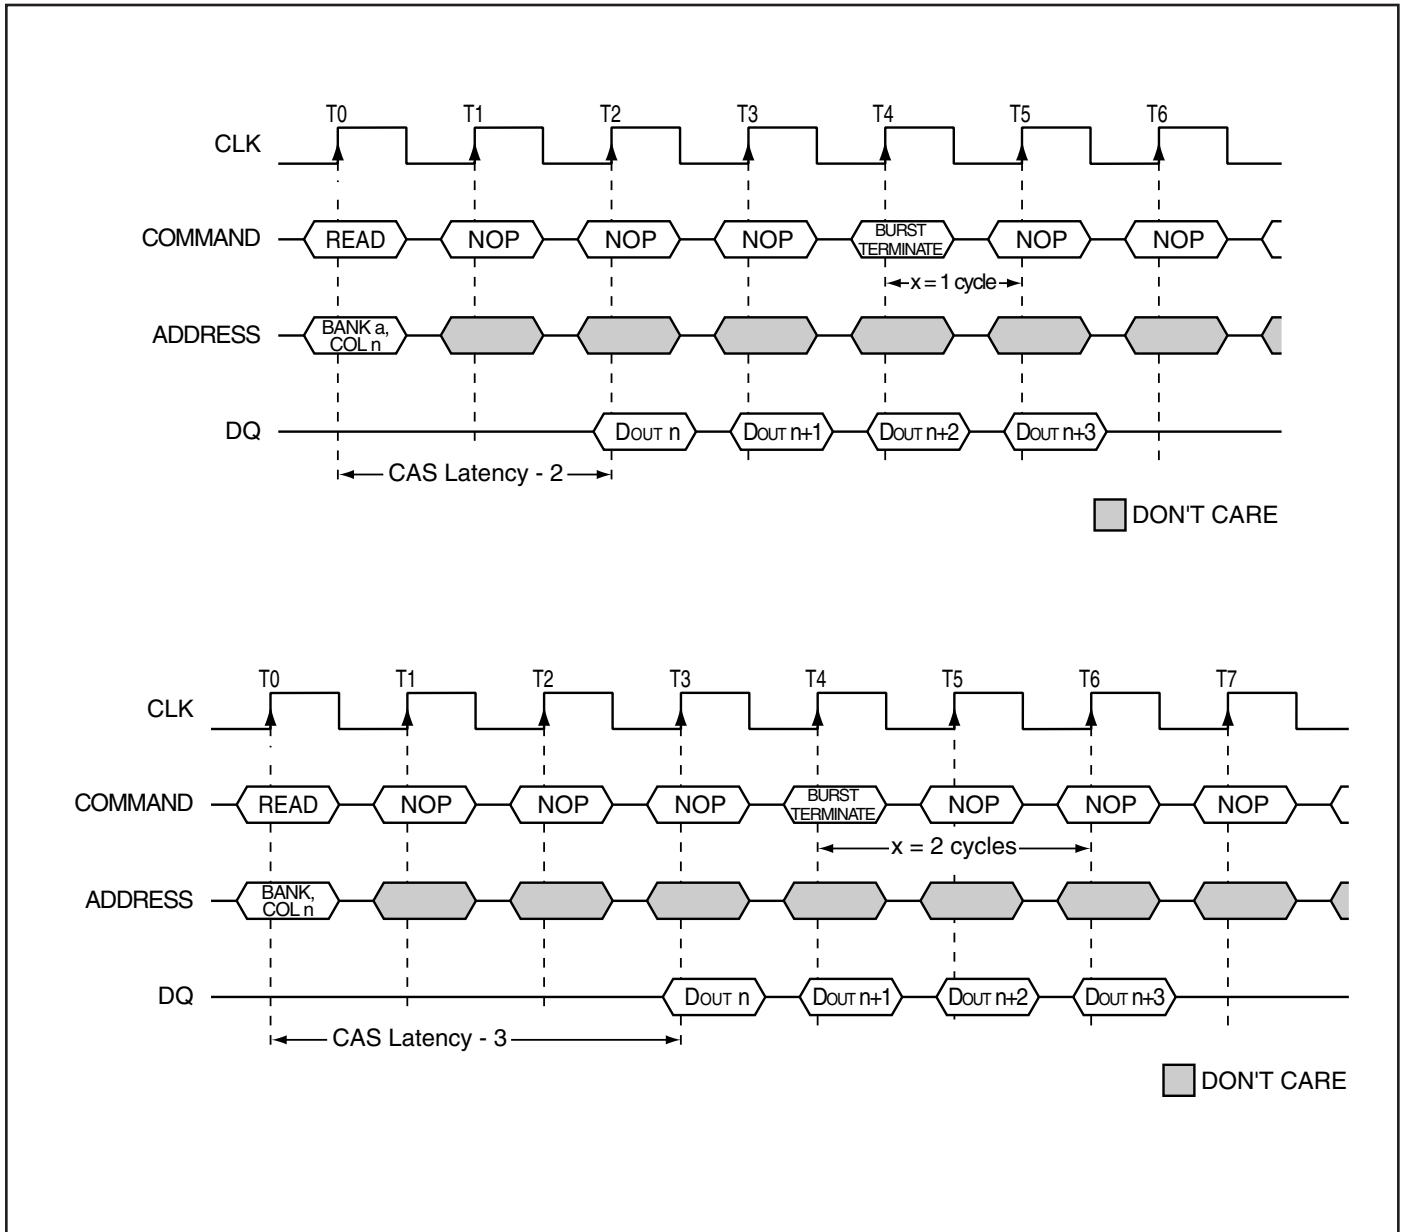 T0 T1 T2 T3 T4 T5 T6
CLK
COMMAND READ NOP NOP NOP BURST TERMINATE NOP NOP
x = 1 cycle
ADDRESS BANK a, COL n
DQ DOUT n DOUT n+1 DOUT n+2 DOUT n+3
CAS Latency - 2
DON'T CARE
T0 T1 T2 T3 T4 T5 T6 T7
CLK
COMMAND READ NOP NOP NOP BURST TERMINATE NOP NOP NOP
x = 2 cycles
ADDRESS BANK, COL n
DQ DOUT n DOUT n+1 DOUT n+2 DOUT n+3
CAS Latency - 3
DON'T CARE